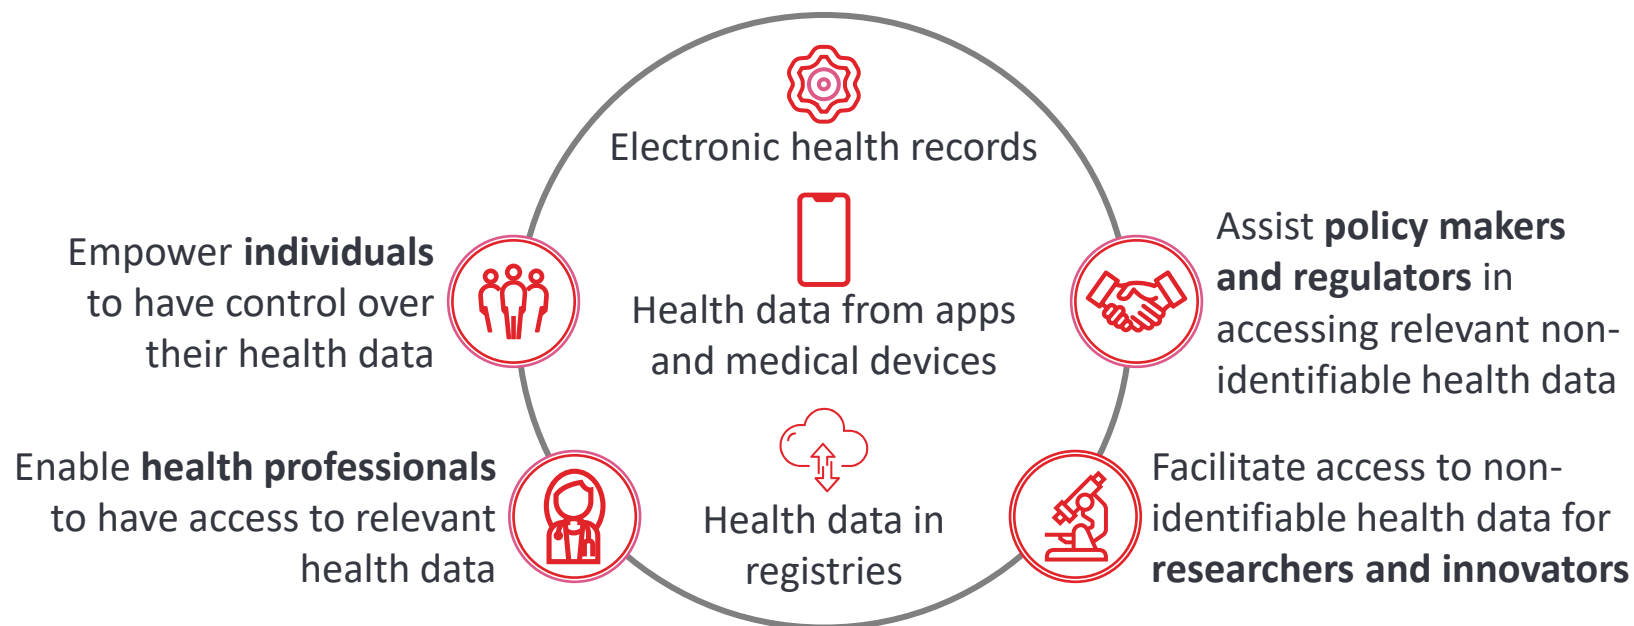 Electronic health records
Health data from apps
and medical devices
Health data in
registries
Empower individuals
to have control over
their health data
Enable health professionals
to have access to relevant
health data
Assist policy makers
and regulators in
accessing relevant non-
identifiable health data
Facilitate access to non-
identifiable health data for
researchers and innovators